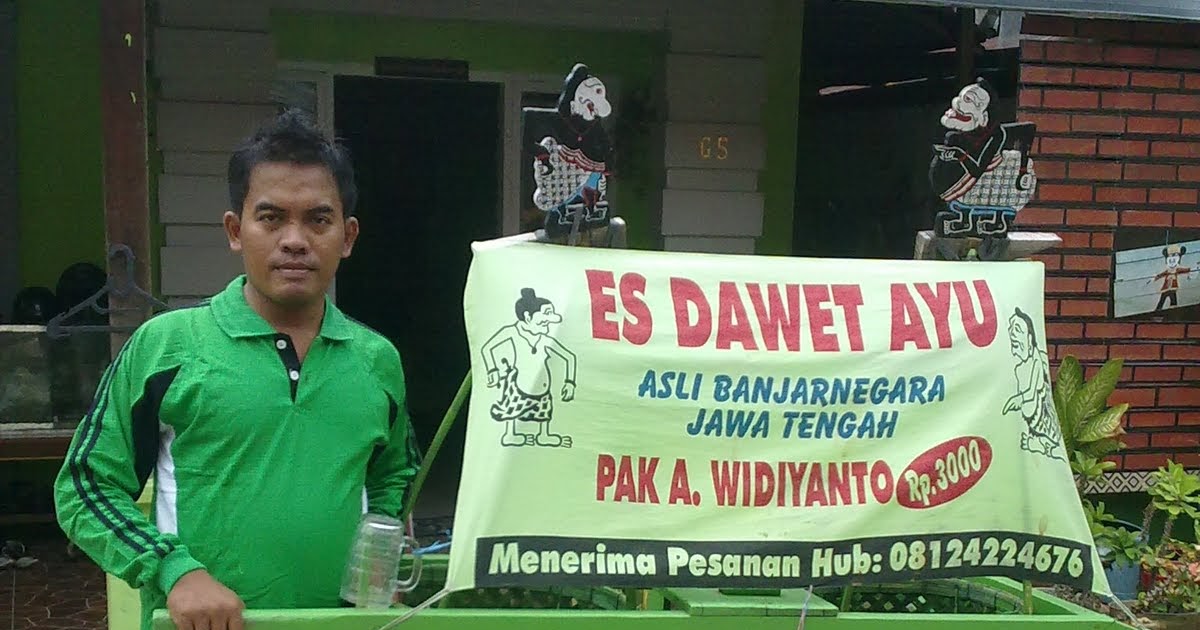 G5
ES DAWET AYU
ASLI BANJARNEGARA
JAWA TENGAH
PAK A. WIDIYANTO Rp.3000
Menerima Pesanan Hub: 08124224676